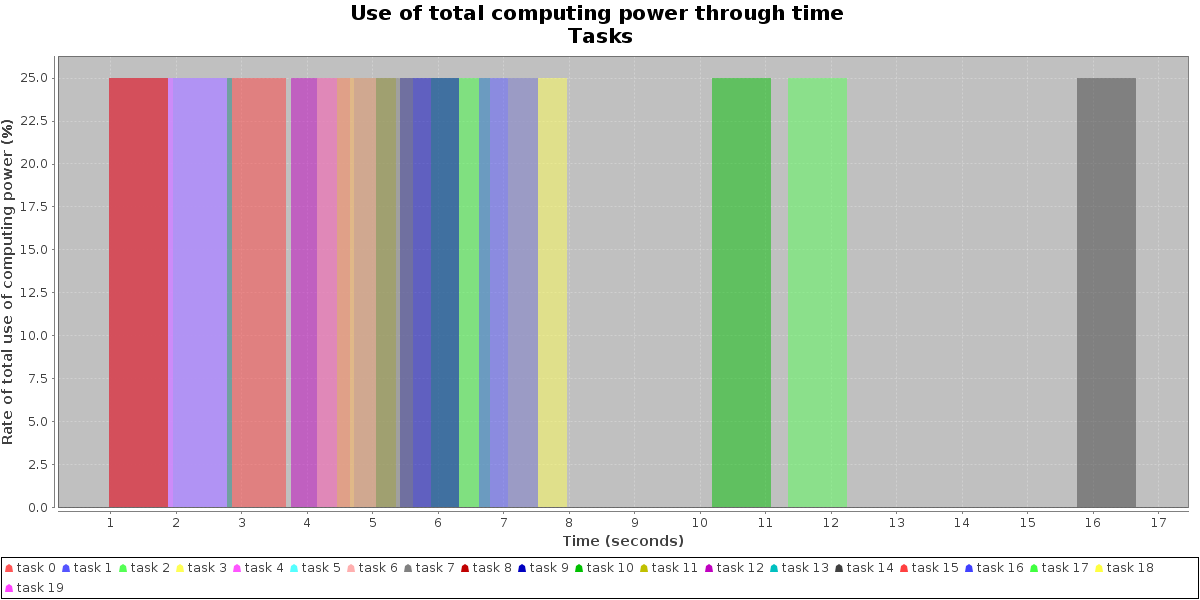 Use of total computing power through time
Tasks
Rate of total use of computing power (%)
25.0
22.5
20.0
17.5
15.0
12.5
10.0
7.5
5.0
2.5
0.0
1 2 3 4 5 6 7 8 9 10 11 12 13 14 15 16 17
Time (seconds)
task 0 task 1 task 2 task 3 task 4 task 5 task 6 task 7 task 8 task 9 task 10 task 11 task 12 task 13 task 14 task 15 task 16 task 17 task 18
task 19